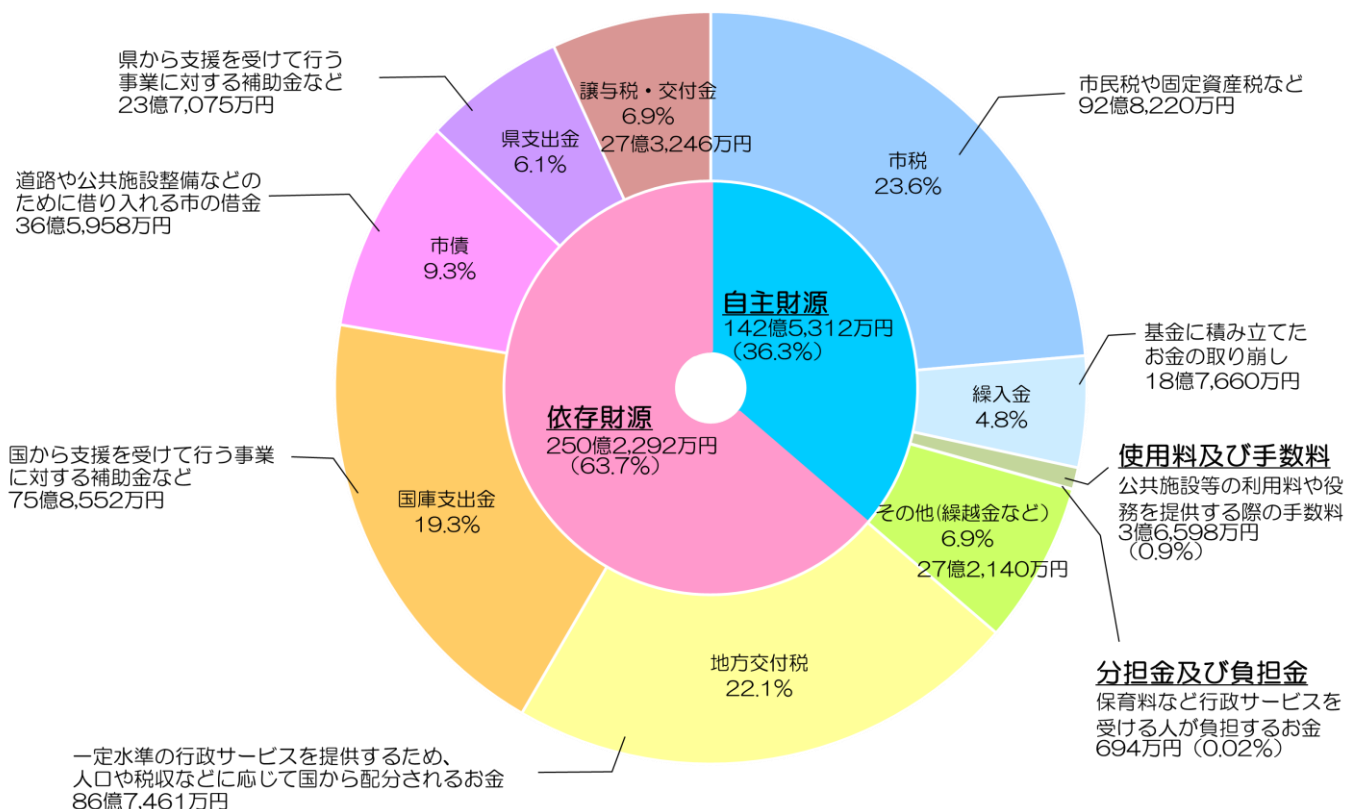 県から支援を受けて行う
事業に対する補助金など
23億7,075万円
譲与税・交付金
6.9%
27億3,246万円
市民税や固定資産税など
92億8,220万円
県支出金
6.1%
市税
23.6%
道路や公共施設整備などの
ために借り入れる市の借金
36億5,958万円
市債
9.3%
自主財源
142億5,312万円
（36.3%）
基金に積み立てた
お金の取り崩し
18億7,660万円
繰入金
4.8%
依存財源
250億2,292万円
（63.7%）
国から支援を受けて行う事業
に対する補助金など
75億8,552万円
国庫支出金
19.3%
使用料及び手数料
公共施設等の利用料や役
務を提供する際の手数料
3億6,598万円
（0.9%）
その他(繰越金など）
6.9%
27億2,140万円
地方交付税
22.1%
分担金及び負担金
保育料など行政サービスを
受ける人が負担するお金
694万円（0.02%）
一定水準の行政サービスを提供するため、
人口や税収などに応じて国から配分されるお金
86億7,461万円